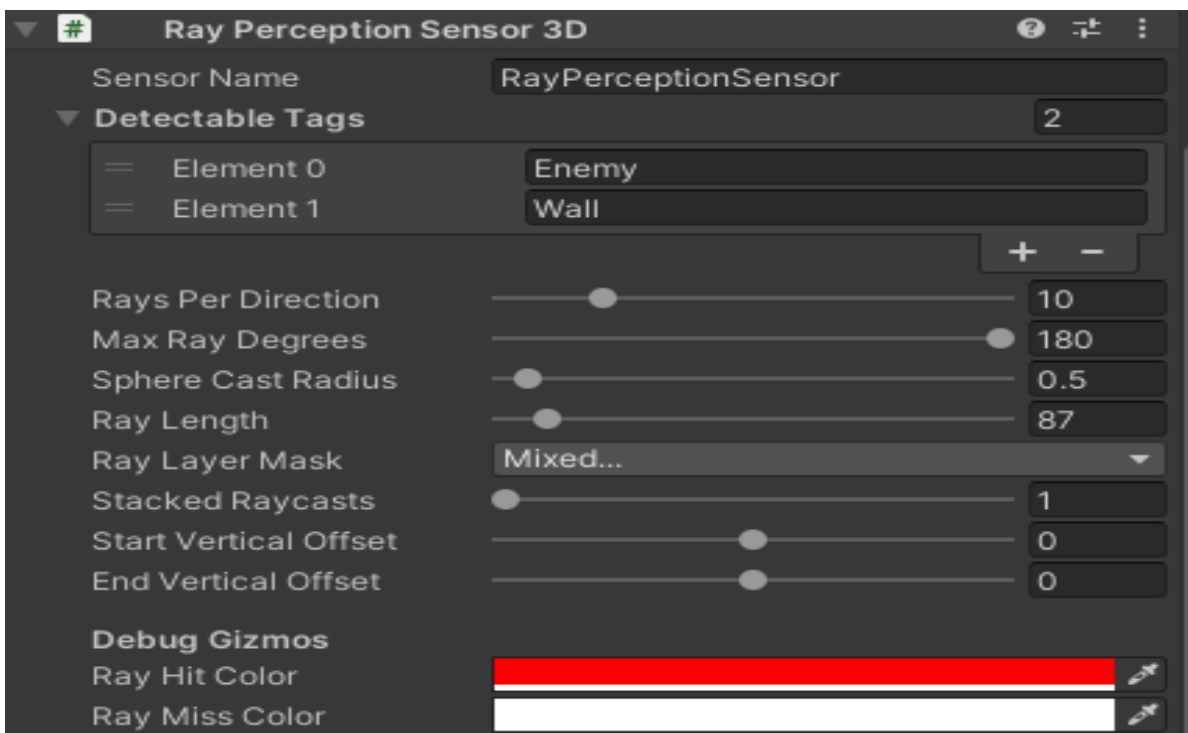 # Ray Perception Sensor 3D
Sensor Name RayPerceptionSensor
Detectable Tags 2
Element 0 Enemy
Element 1 Wall
+ −
Rays Per Direction 10
Max Ray Degrees 180
Sphere Cast Radius 0.5
Ray Length 87
Ray Layer Mask Mixed...
Stacked Raycasts 1
Start Vertical Offset 0
End Vertical Offset 0
Debug Gizmos
Ray Hit Color
Ray Miss Color